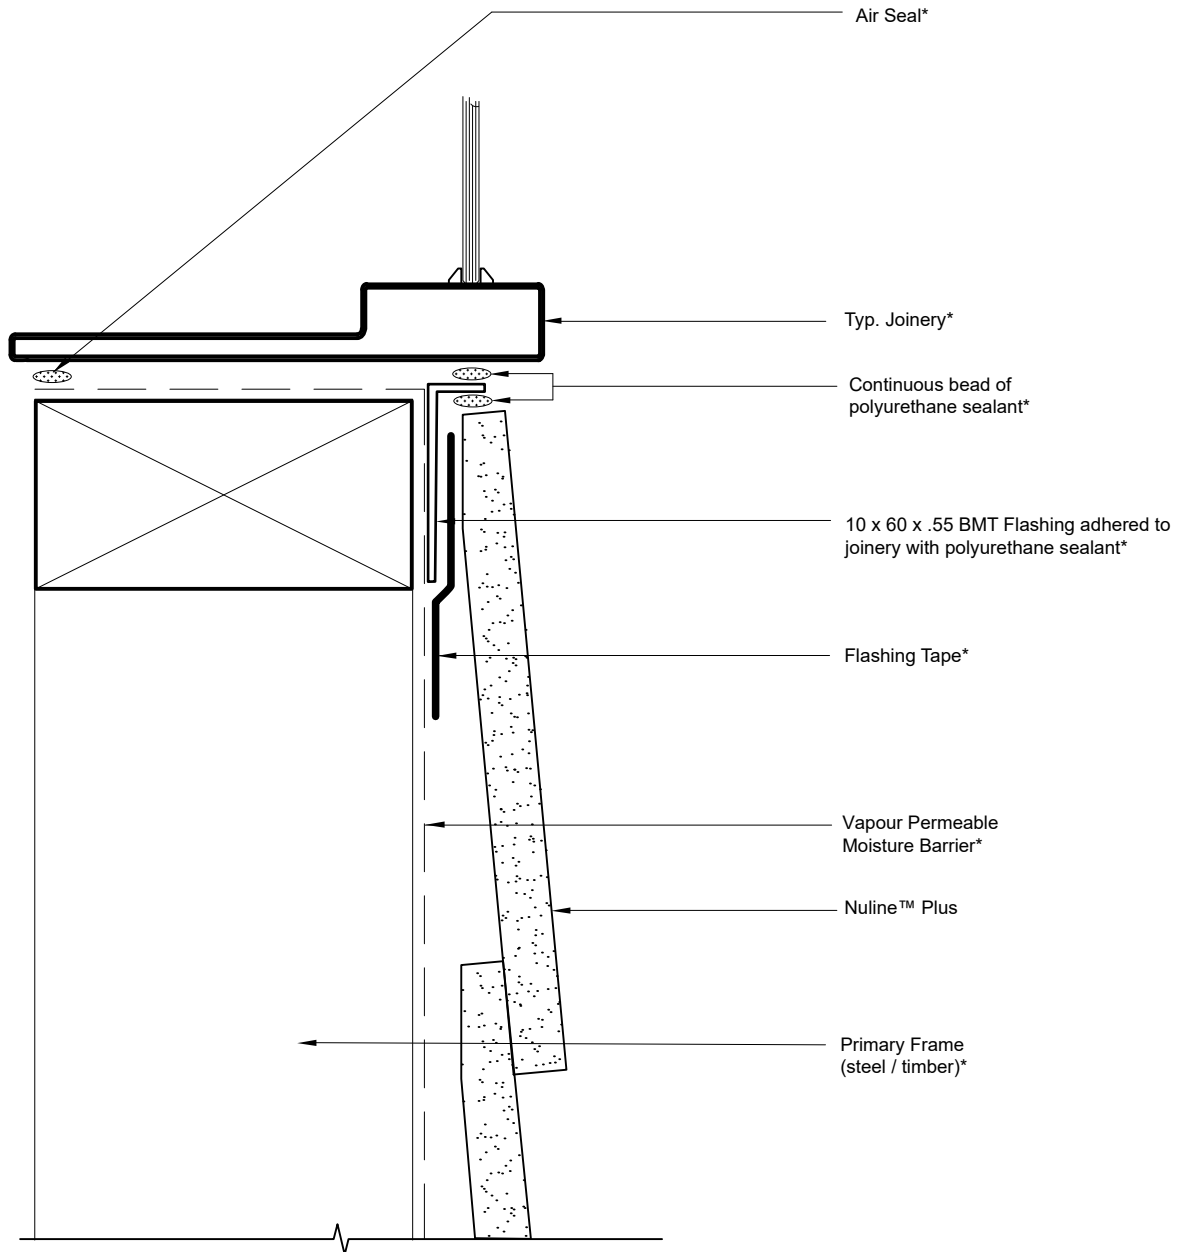 Air Seal*
Typ. Joinery*
Continuous bead of
polyurethane sealant*
10 x 60 x .55 BMT Flashing adhered to
joinery with polyurethane sealant*
Flashing Tape*
Vapour Permeable
Moisture Barrier*
Nuline™ Plus
Primary Frame
(steel / timber)*